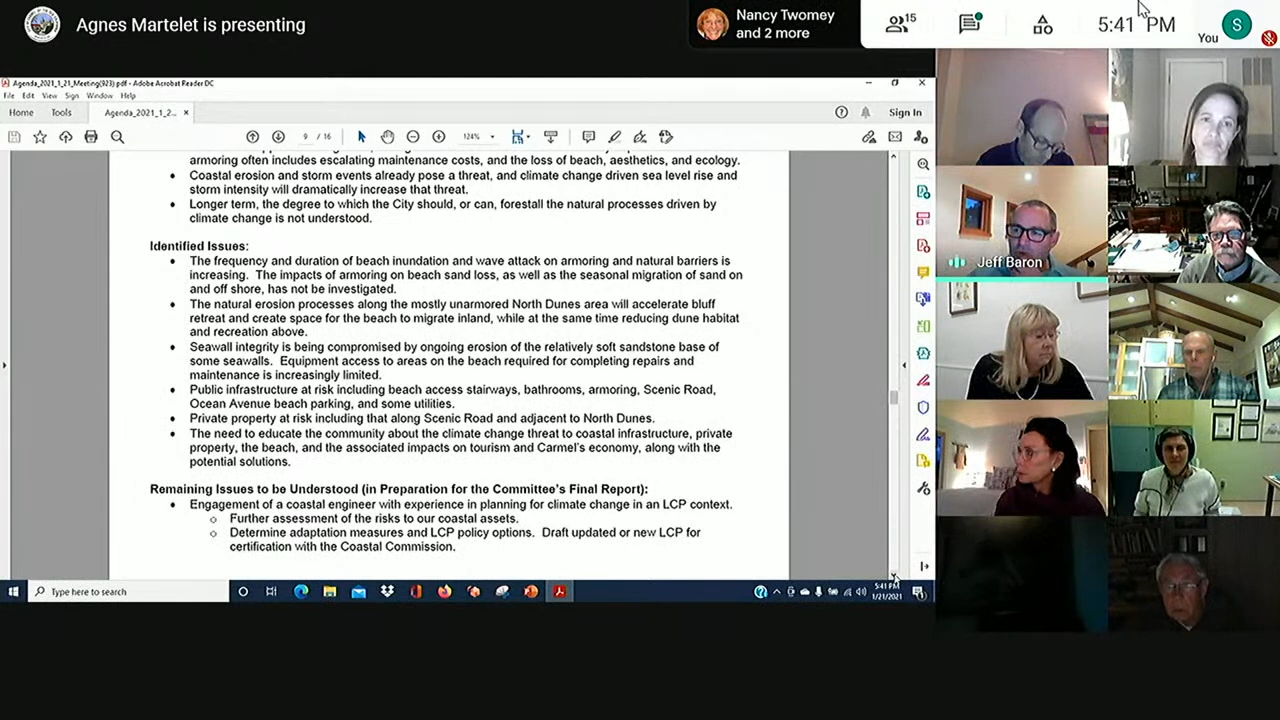 Agnes Martelet is presenting
Nancy Twomey
and 2 more
15
5:41 PM
You
S
Agenda_2021_1_21_Meeting(923).pdf - Adobe Acrobat Reader DC
File Edit View Sign Window Help
Home Tools Agenda_2021_1_2... × Sign In
9 / 16 124%
armoring often includes escalating maintenance costs, and the loss of beach, aesthetics, and ecology.
• Coastal erosion and storm events already pose a threat, and climate change driven sea level rise and
storm intensity will dramatically increase that threat.
• Longer term, the degree to which the City should, or can, forestall the natural processes driven by
climate change is not understood.
Identified Issues:
• The frequency and duration of beach inundation and wave attack on armoring and natural barriers is
increasing. The impacts of armoring on beach sand loss, as well as the seasonal migration of sand on
and off shore, has not be investigated.
• The natural erosion processes along the mostly unarmored North Dunes area will accelerate bluff
retreat and create space for the beach to migrate inland, while at the same time reducing dune habitat
and recreation above.
• Seawall integrity is being compromised by ongoing erosion of the relatively soft sandstone base of
some seawalls. Equipment access to areas on the beach required for completing repairs and
maintenance is increasingly limited.
• Public infrastructure at risk including beach access stairways, bathrooms, armoring, Scenic Road,
Ocean Avenue beach parking, and some utilities.
• Private property at risk including that along Scenic Road and adjacent to North Dunes.
• The need to educate the community about the climate change threat to coastal infrastructure, private
property, the beach, and the associated impacts on tourism and Carmel's economy, along with the
potential solutions.
Remaining Issues to be Understood (in Preparation for the Committee's Final Report):
• Engagement of a coastal engineer with experience in planning for climate change in an LCP context.
○ Further assessment of the risks to our coastal assets.
○ Determine adaptation measures and LCP policy options. Draft updated or new LCP for
certification with the Coastal Commission.
Jeff Baron
Type here to search
5:41 PM
1/21/2021